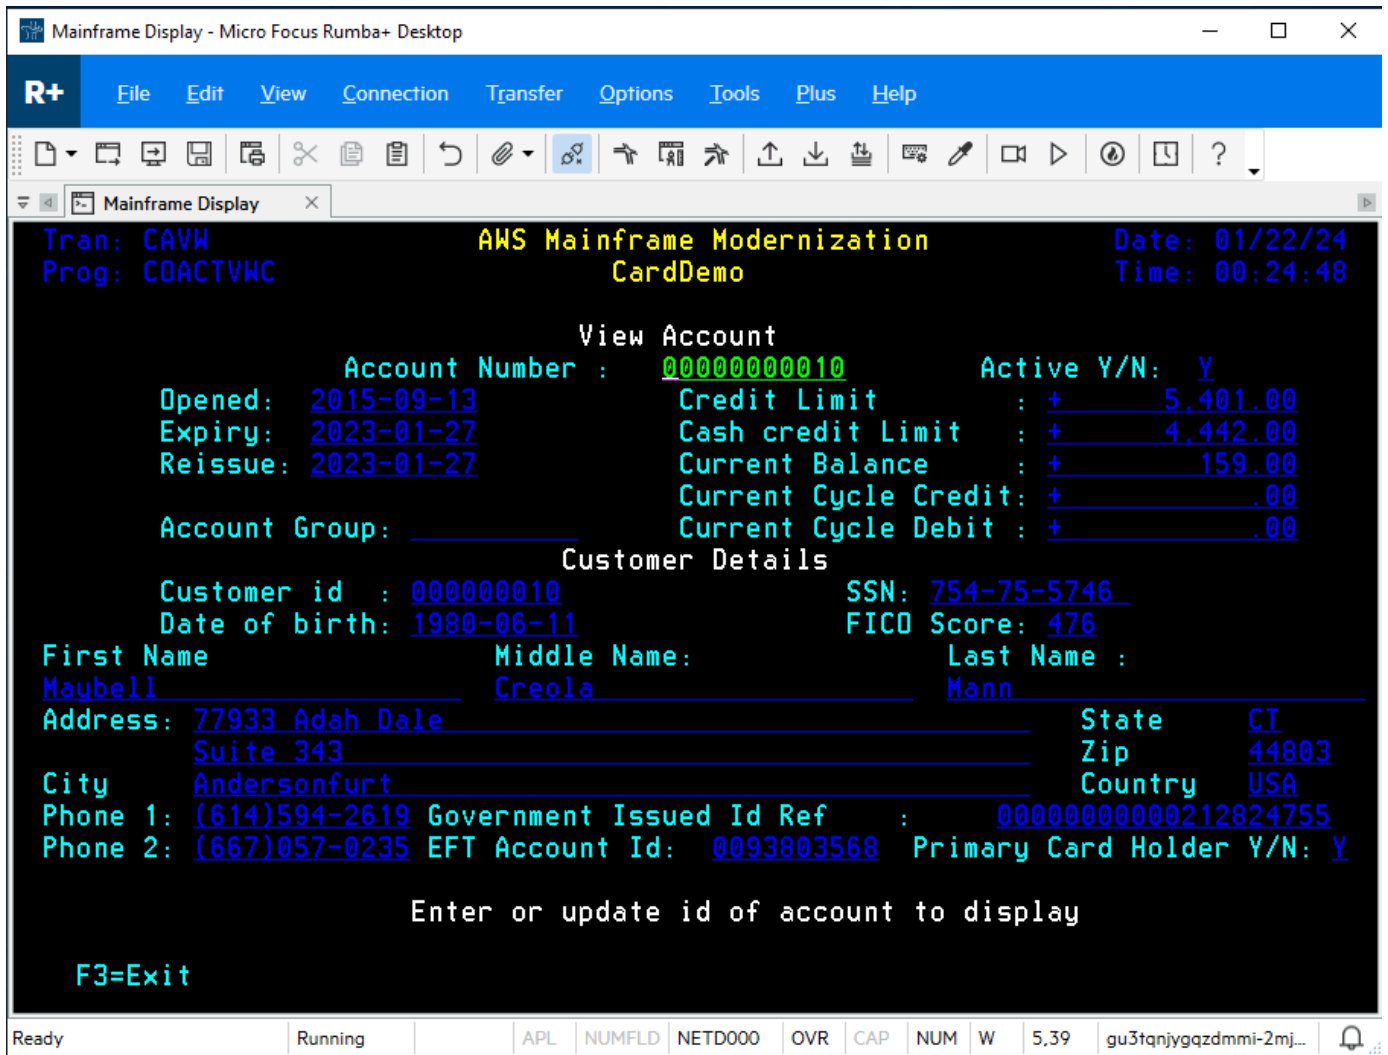 Mainframe Display - Micro Focus Rumba+ Desktop
R+ File Edit View Connection Transfer Options Tools Plus Help
Mainframe Display
Tran: CAVW AWS Mainframe Modernization Date: 01/22/24
Prog: COACTVWC CardDemo Time: 00:24:48
View Account
Account Number : 00000000010 Active Y/N: Y
Opened: 2015-09-13 Credit Limit : + 5,401.00
Expiry: 2023-01-27 Cash credit Limit : + 4,442.00
Reissue: 2023-01-27 Current Balance : + 159.00
Current Cycle Credit: + .00
Account Group: Current Cycle Debit : + .00
Customer Details
Customer id : 000000010 SSN: 754-75-5746
Date of birth: 1980-06-11 FICO Score: 476
First Name Middle Name: Last Name :
Maybell Creola Mann
Address: 77933 Adah Dale State CT
Suite 343 Zip 44803
City Andersonfurt Country USA
Phone 1: (614)594-2619 Government Issued Id Ref : 00000000000212824755
Phone 2: (667)057-0235 EFT Account Id: 0093803568 Primary Card Holder Y/N: Y
Enter or update id of account to display
F3=Exit
Ready Running APL NUMFLD NETD000 OVR CAP NUM W 5,39 gu3tqnjygqzdmmi-2mj...